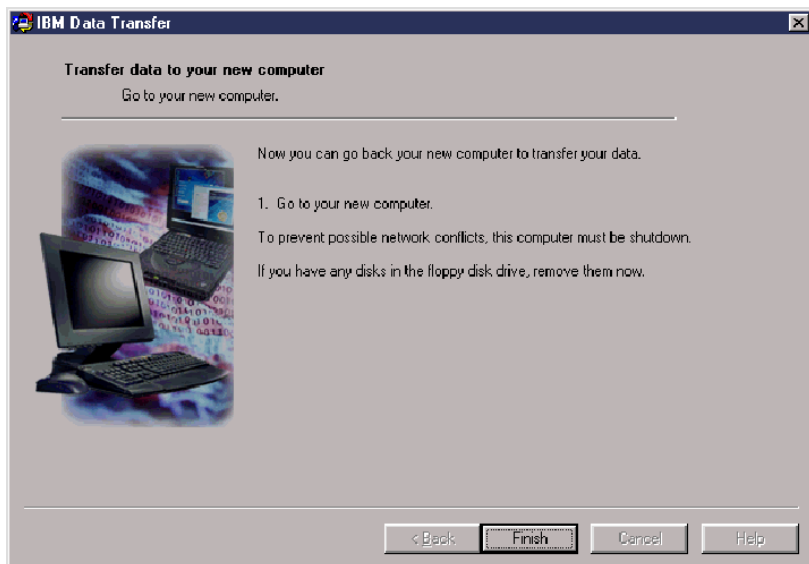 IBM Data Transfer
Transfer data to your new computer
Go to your new computer.
Now you can go back your new computer to transfer your data.
1. Go to your new computer.
To prevent possible network conflicts, this computer must be shutdown.
If you have any disks in the floppy disk drive, remove them now.
< Back Finish Cancel Help